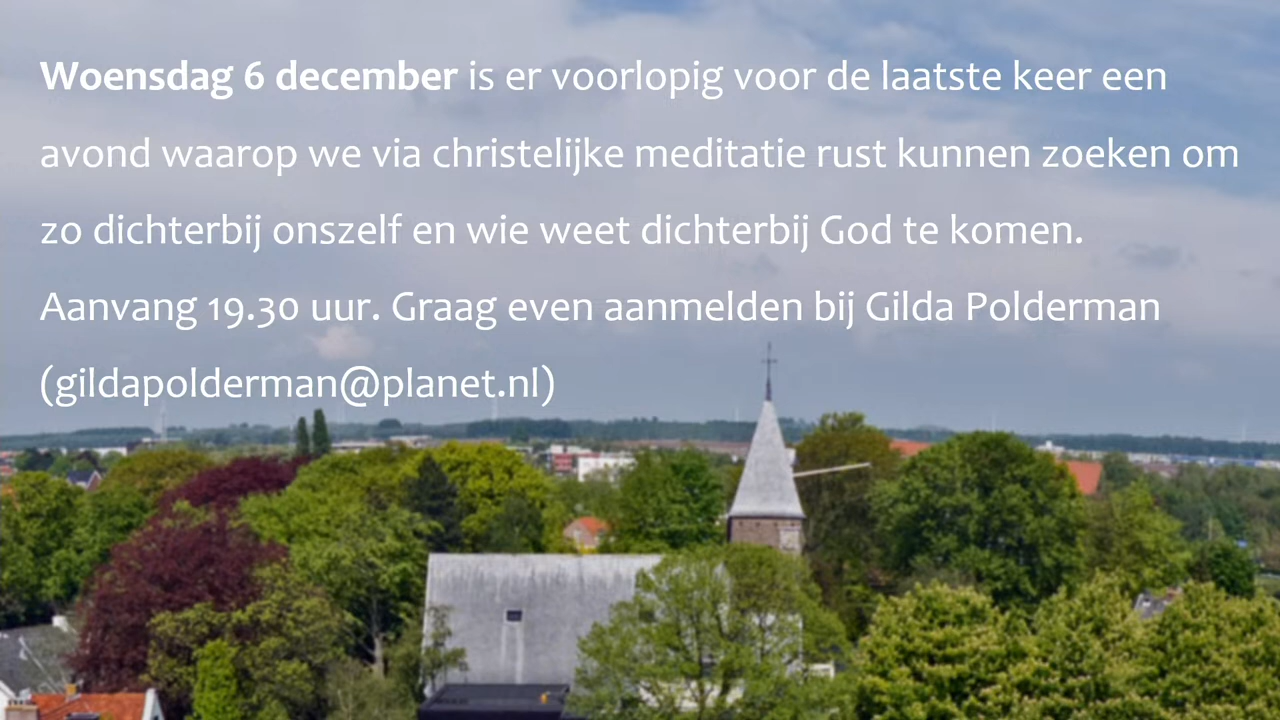 Woensdag 6 december is er voorlopig voor de laatste keer een
avond waarop we via christelijke meditatie rust kunnen zoeken om
zo dichterbij onszelf en wie weet dichterbij God te komen.
Aanvang 19.30 uur. Graag even aanmelden bij Gilda Polderman
(gildapolderman@planet.nl)